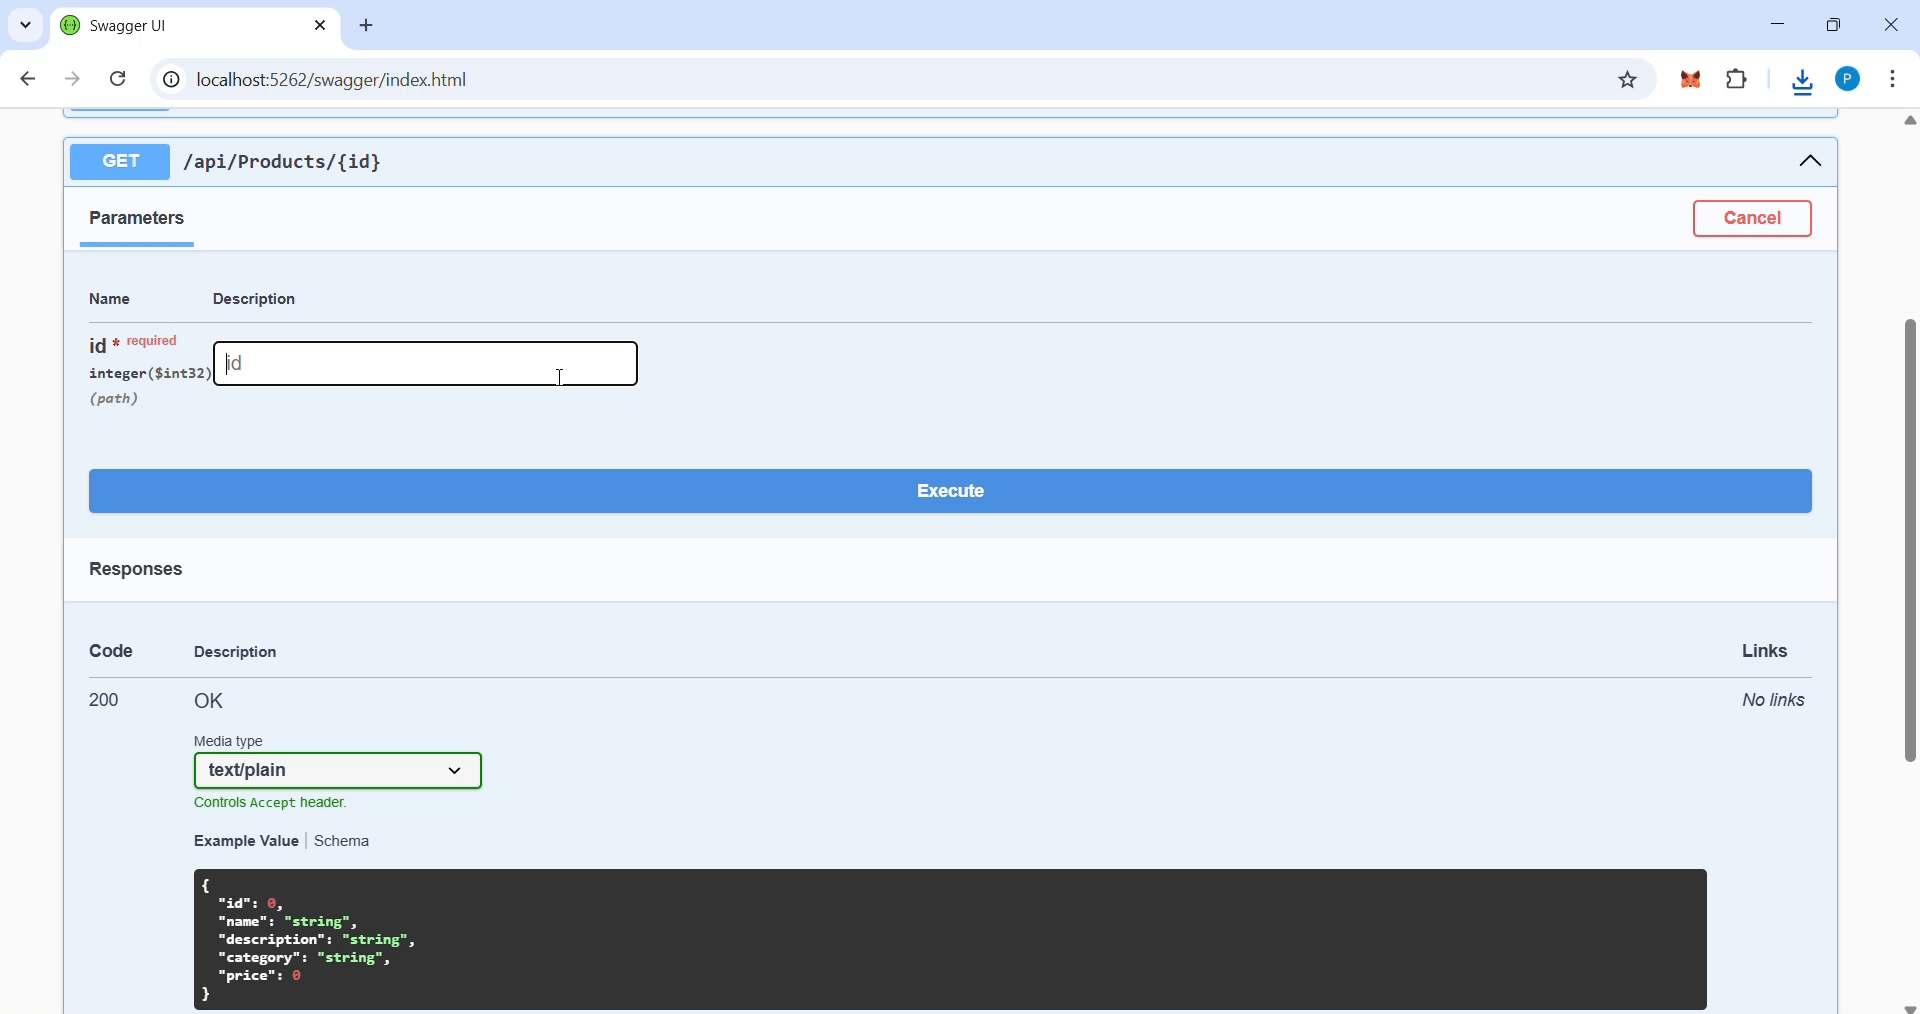 Swagger UI
localhost:5262/swagger/index.html
P
GET /api/Products/{id}
Parameters
Cancel
Name Description
id * required
integer($int32)
(path)
id
Execute
Responses
Code Description Links
200 OK No links
Media type
text/plain
Controls Accept header.
Example Value Schema
{
"id": 0,
"name": "string",
"description": "string",
"category": "string",
"price": 0
}